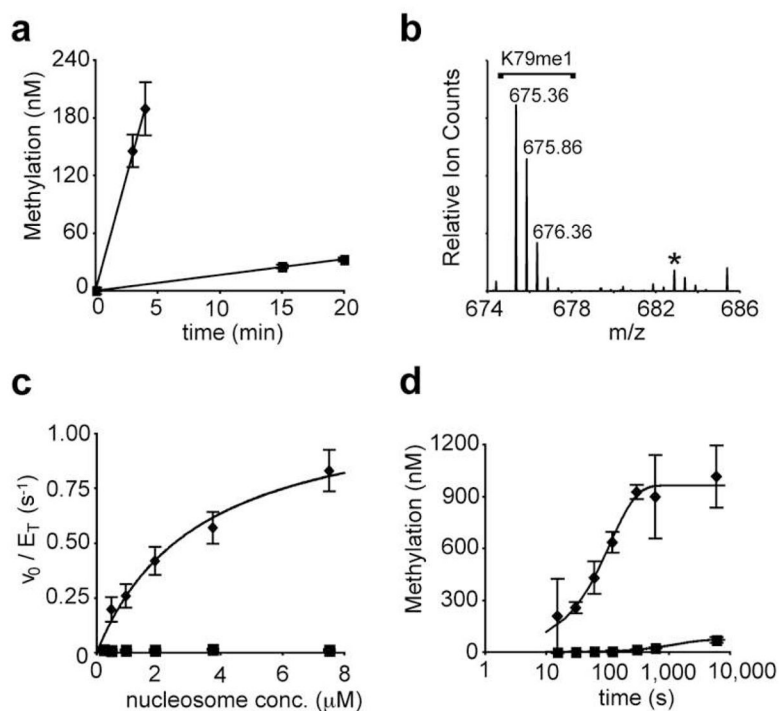 a
Methylation (nM)
240
180
120
60
0
0 5 10 15 20
time (min)
b
Relative Ion Counts
K79me1
675.36
675.86
676.36
*
674 678 682 686
m/z
c
v0 / ET (s-1)
1.00
0.75
0.50
0.25
0 2 4 6 8
nucleosome conc. (μM)
d
Methylation (nM)
1200
900
600
300
0
1 10 100 1,000 10,000
time (s)